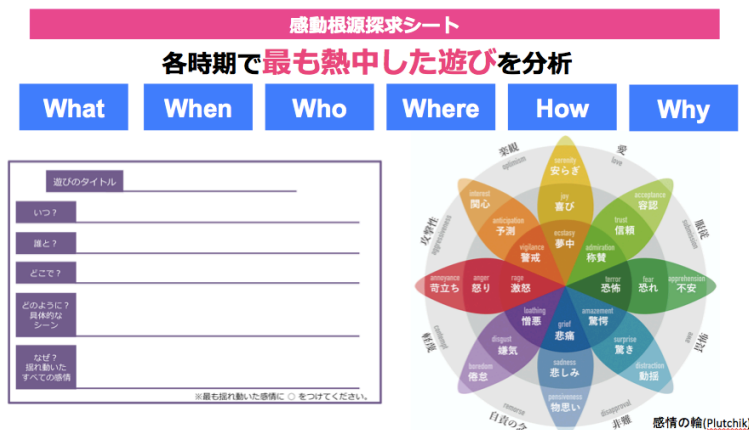 感動根源探求シート
各時期で最も熱中した遊びを分析
What When Who Where How Why
遊びのタイトル
いつ？
誰と？
どこで？
どのように？
具体的な
シーン
なぜ？
揺れ動いた
すべての感情
※最も揺れ動いた感情に ○ をつけてください。
楽観
optimism
愛
love
serenity
安らぎ
interest
関心
acceptance
容認
joy
喜び
anticipation
予測
trust
信頼
攻撃性
aggressiveness
服従
submission
ecstasy
夢中
vigilance
警戒
admiration
称賛
annoyance
苛立ち
anger
怒り
rage
激怒
terror
恐怖
fear
恐れ
apprehension
不安
loathing
憎悪
grief
悲痛
amazement
驚愕
軽蔑
contempt
畏怖
awe
disgust
嫌気
surprise
驚き
boredom
倦怠
sadness
悲しみ
distraction
動揺
pensiveness
物思い
自責の念
remorse
非難
disapproval
感情の輪(Plutchik)